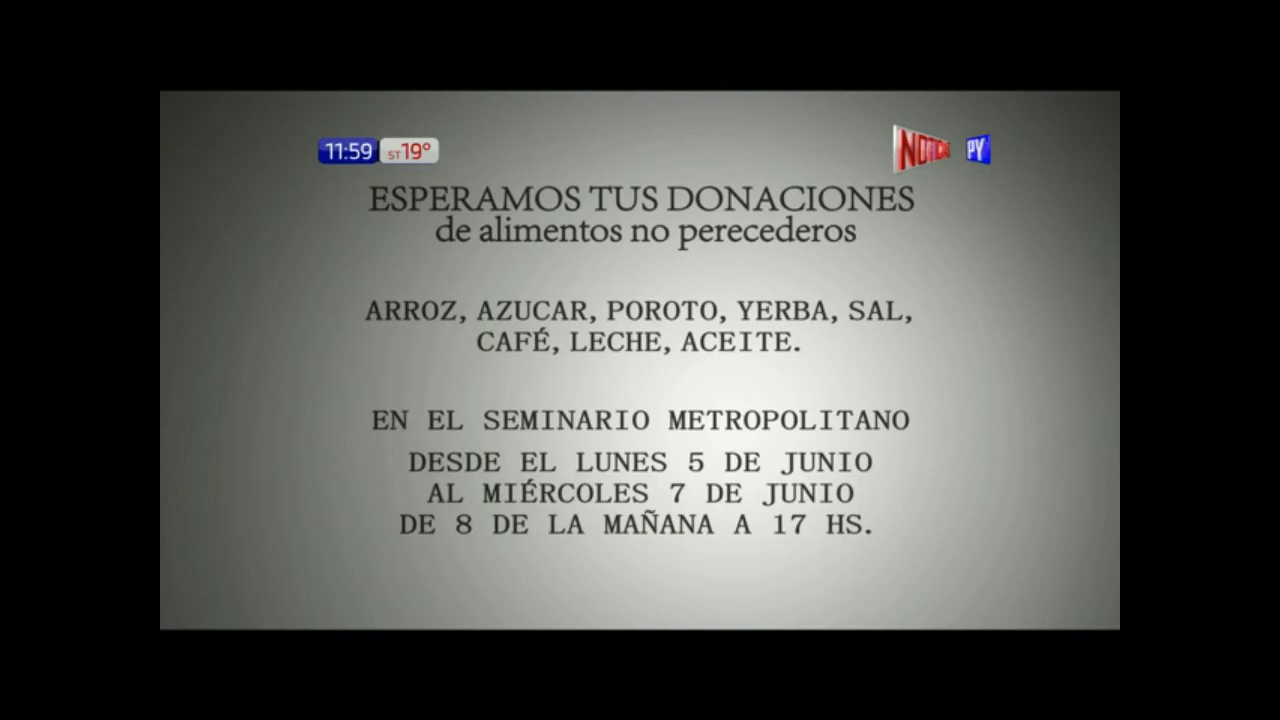 11:59 ST 19°
NOTICIAS PY
ESPERAMOS TUS DONACIONES
de alimentos no perecederos
ARROZ, AZUCAR, POROTO, YERBA, SAL,
CAFÉ, LECHE, ACEITE.
EN EL SEMINARIO METROPOLITANO
DESDE EL LUNES 5 DE JUNIO
AL MIÉRCOLES 7 DE JUNIO
DE 8 DE LA MAÑANA A 17 HS.